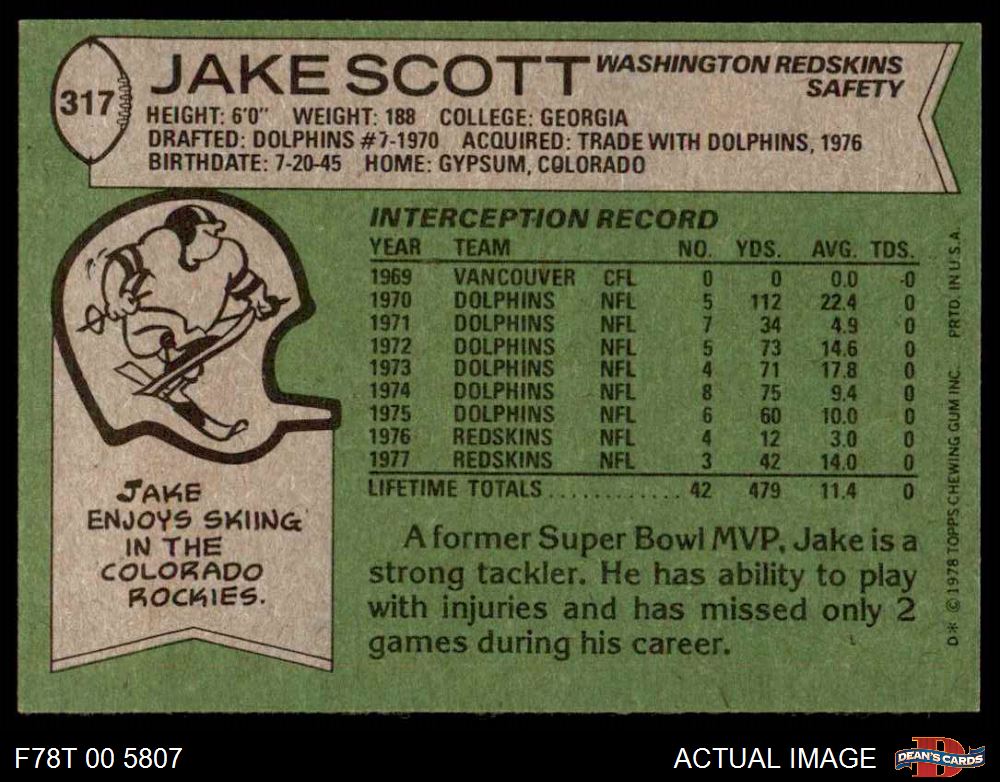 317
JAKE SCOTT
WASHINGTON REDSKINS
SAFETY
HEIGHT: 6'0" WEIGHT: 188 COLLEGE: GEORGIA
DRAFTED: DOLPHINS #7-1970 ACQUIRED: TRADE WITH DOLPHINS, 1976
BIRTHDATE: 7-20-45 HOME: GYPSUM, COLORADO
JAKE
ENJOYS SKIING
IN THE
COLORADO
ROCKIES.
INTERCEPTION RECORD
YEAR TEAM NO. YDS. AVG. TDS.
1969 VANCOUVER CFL 0 0 0.0 -0
1970 DOLPHINS NFL 5 112 22.4 0
1971 DOLPHINS NFL 7 34 4.9 0
1972 DOLPHINS NFL 5 73 14.6 0
1973 DOLPHINS NFL 4 71 17.8 0
1974 DOLPHINS NFL 8 75 9.4 0
1975 DOLPHINS NFL 6 60 10.0 0
1976 REDSKINS NFL 4 12 3.0 0
1977 REDSKINS NFL 3 42 14.0 0
LIFETIME TOTALS............ 42 479 11.4 0
A former Super Bowl MVP, Jake is a
strong tackler. He has ability to play
with injuries and has missed only 2
games during his career.
D* © 1978 TOPPS CHEWING GUM INC. PRTD. IN U.S.A.
F78T 00 5807
ACTUAL IMAGE
D
DEAN'S CARDS